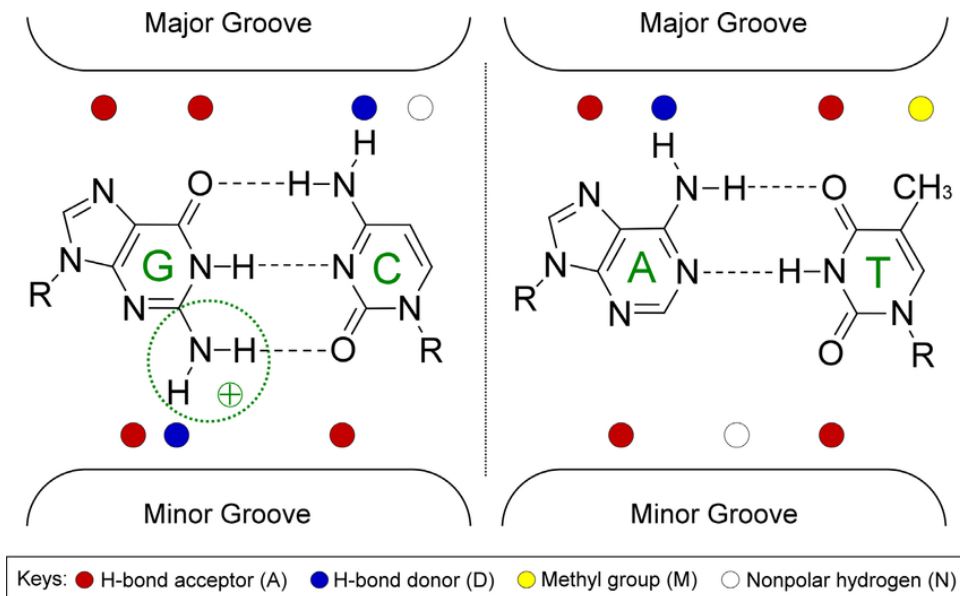 Major Groove
Major Groove
H
H
N
O
H
N
N
H
O
CH₃
N
N
G
N
H
N
C
N
A
N
H
N
T
R
N
N
R
N
N
H
O
N
R
N
O
N
R
H
⊕
Minor Groove
Minor Groove
Keys: H-bond acceptor (A) H-bond donor (D) Methyl group (M) Nonpolar hydrogen (N)